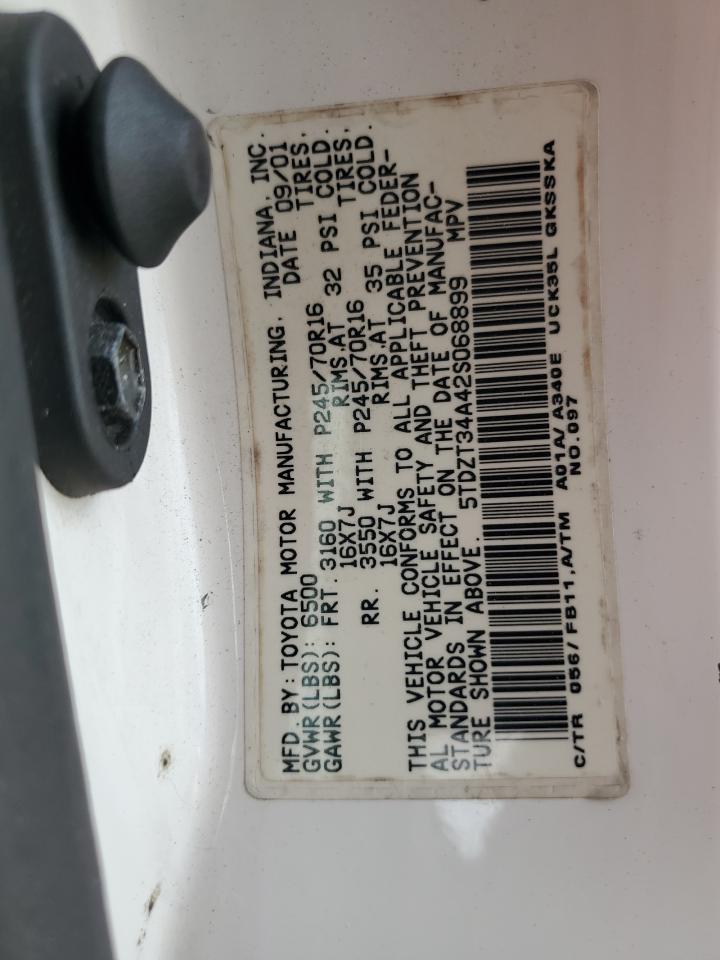 MFD. BY: TOYOTA MOTOR MANUFACTURING, INDIANA, INC.
GVWR(LBS): 6500 DATE 09/01
GAWR(LBS): FRT. 3160 WITH P245/70R16 TIRES,
16X7J RIMS,AT 32 PSI COLD.
RR. 3550 WITH P245/70R16 TIRES,
16X7J RIMS,AT 35 PSI COLD.
THIS VEHICLE CONFORMS TO ALL APPLICABLE FEDER-
AL MOTOR VEHICLE SAFETY AND THEFT PREVENTION
STANDARDS IN EFFECT ON THE DATE OF MANUFAC-
TURE SHOWN ABOVE. 5TDZT34A42S068899 MPV
C/TR 056/FB11,A/TM A01A/A340E UCK35L GKSSKA
NO.097